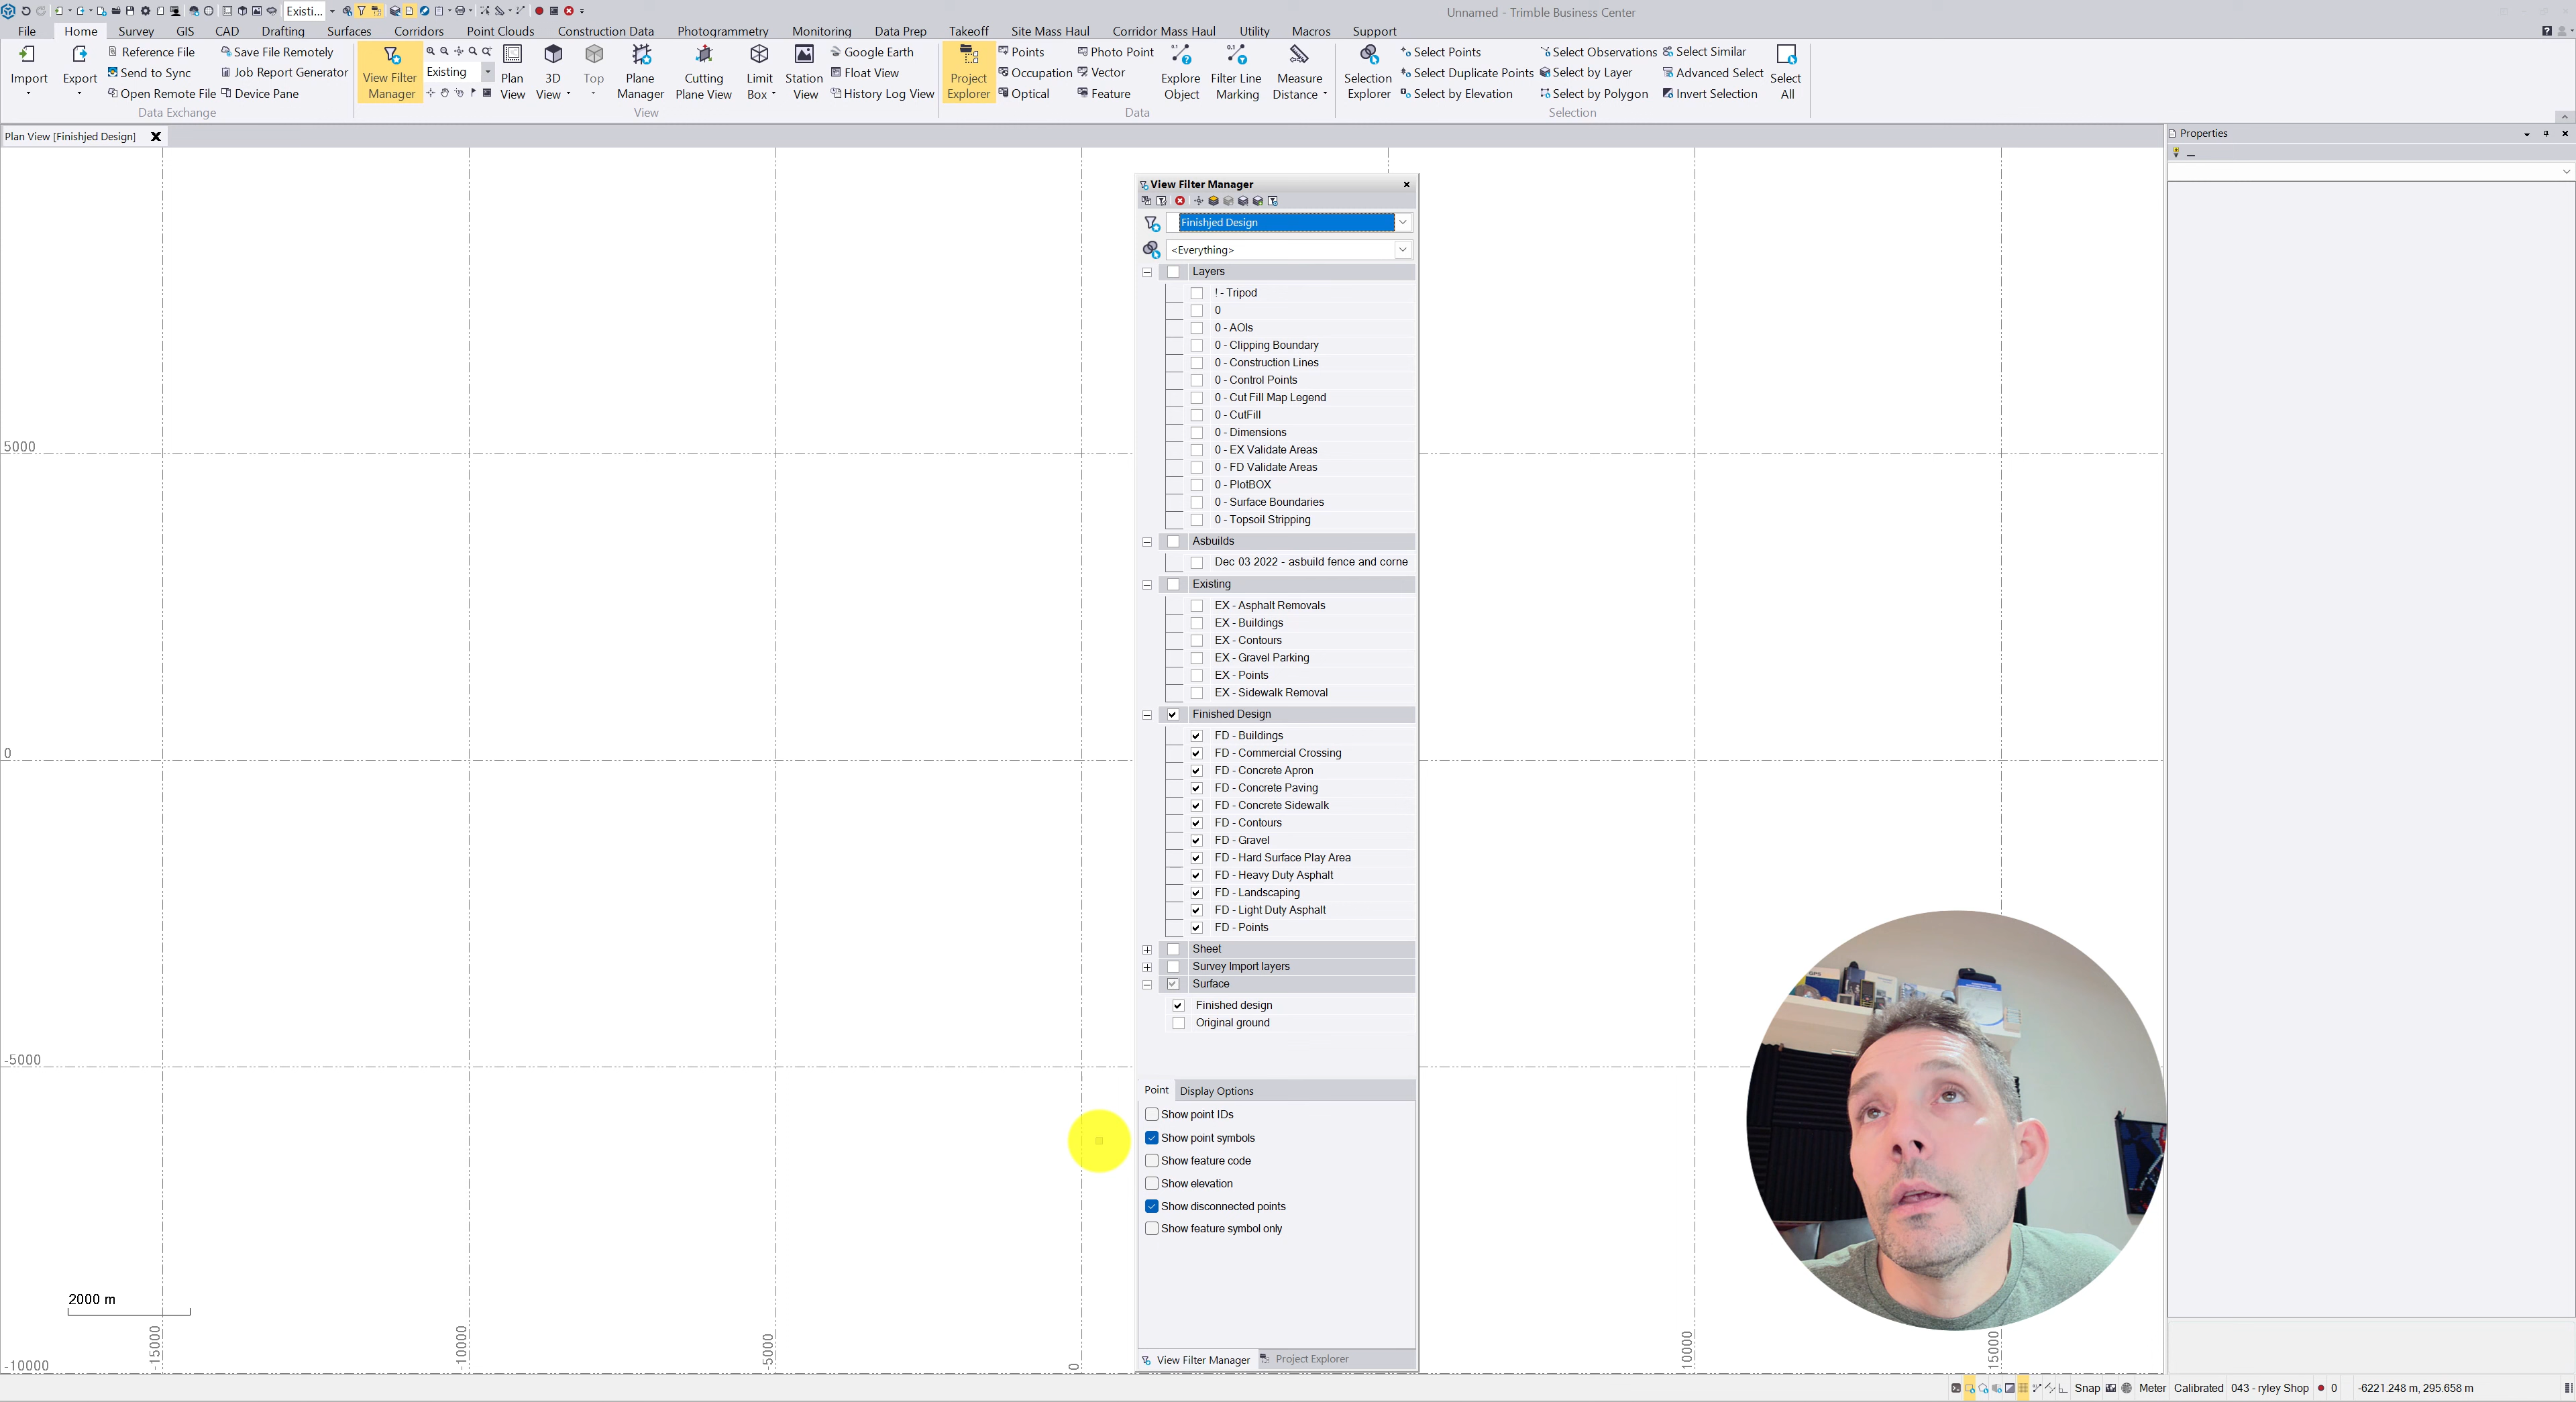 Existi... Unnamed - Trimble Business Center
File Home Survey GIS CAD Drafting Surfaces Corridors Point Clouds Construction Data Photogrammetry Monitoring Data Prep Takeoff Site Mass Haul Corridor Mass Haul Utility Macros Support
Import
Export
Reference File
Send to Sync
Open Remote File
Save File Remotely
Job Report Generator
Device Pane
Data Exchange
View Filter
Manager
Existing
Plan
View
3D
View
Top
Plane
Manager
Cutting
Plane View
Limit
Box
Station
View
Google Earth
Float View
History Log View
View
Project
Explorer
Points
Occupation
Optical
Photo Point
Vector
Feature
Explore
Object
Filter Line
Marking
Measure
Distance
Data
Selection
Explorer
Select Points
Select Duplicate Points
Select by Elevation
Select Observations
Select by Layer
Select by Polygon
Select Similar
Advanced Select
Invert Selection
Select
All
Selection
Plan View [Finishjed Design]
Properties
View Filter Manager
Finishjed Design
<Everything>
Layers
! - Tripod
0
0 - AOIs
0 - Clipping Boundary
0 - Construction Lines
0 - Control Points
0 - Cut Fill Map Legend
0 - CutFill
0 - Dimensions
0 - EX Validate Areas
0 - FD Validate Areas
0 - PlotBOX
0 - Surface Boundaries
0 - Topsoil Stripping
Asbuilds
Dec 03 2022 - asbuild fence and corne
Existing
EX - Asphalt Removals
EX - Buildings
EX - Contours
EX - Gravel Parking
EX - Points
EX - Sidewalk Removal
Finished Design
FD - Buildings
FD - Commercial Crossing
FD - Concrete Apron
FD - Concrete Paving
FD - Concrete Sidewalk
FD - Contours
FD - Gravel
FD - Hard Surface Play Area
FD - Heavy Duty Asphalt
FD - Landscaping
FD - Light Duty Asphalt
FD - Points
Sheet
Survey Import layers
Surface
Finished design
Original ground
Point Display Options
Show point IDs
Show point symbols
Show feature code
Show elevation
Show disconnected points
Show feature symbol only
View Filter Manager Project Explorer
5000
0
-5000
-10000
2000 m
-15000
-10000
-5000
0
10000
15000
GPS
Snap Meter Calibrated 043 - ryley Shop 0 -6221.248 m, 295.658 m